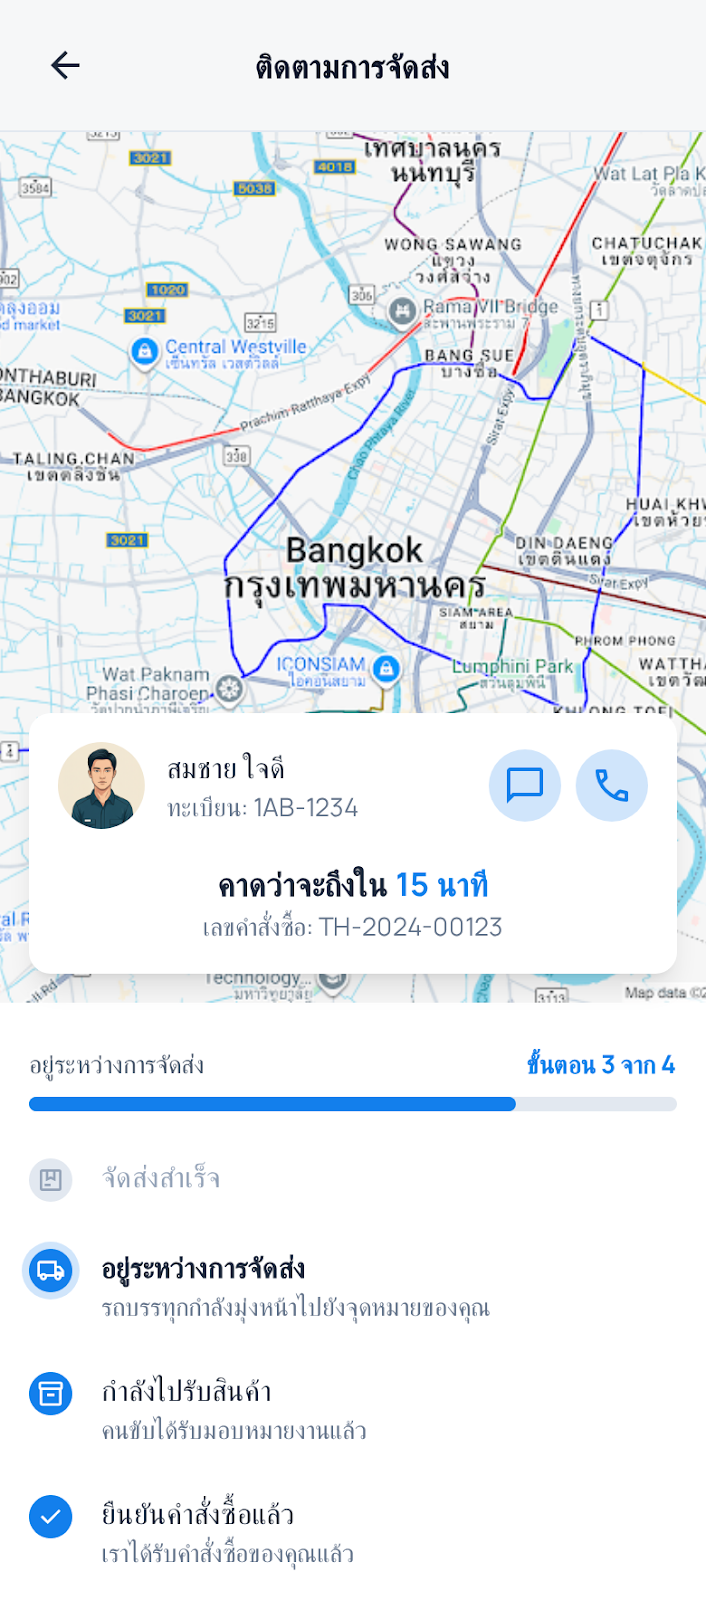 ติดตามการจัดส่ง
3215
3021
4018
เทศบาลนคร
นนทบุรี
5038
3584
Wat Lat Pla K
WONG SAWANG
แขวง
วงศ์สว่าง
CHATUCHAK
เขตจตุจักร
902
1020
306
Rama VII Bridge
สะพานพระราม 7
1
3021
3215
d market
Central Westville
เซ็นทรัล เวสต์วิลล์
BANG SUE
บางซื่อ
ONTHABURI
BANGKOK
Prachim Ratthaya Expy
Chao Phraya River
Sirat Expy
TALING CHAN
เขตตลิ่งชัน
338
HUAI KHW
เขตห้วยข
3021
Bangkok
กรุงเทพมหานคร
DIN DAENG
เขตดินแดง
Sirat Expy
SIAM AREA
สยาม
PHROM PHONG
ICONSIAM
ไอคอนสยาม
Lumphini Park
สวนลุมพินี
WATTHA
เขตวัฒ
Wat Paknam
Phasi Charoen
วัดปากน้ำภาษีเจริญ
KHLONG TOEI
4
สมชาย ใจดี
ทะเบียน: 1AB-1234
คาดว่าจะถึงใน 15 นาที
เลขคำสั่งซื้อ: TH-2024-00123
Technology...
มหาวิทยาลัย
3113
Map data ©2
อยู่ระหว่างการจัดส่ง
ขั้นตอน 3 จาก 4
จัดส่งสำเร็จ
อยู่ระหว่างการจัดส่ง
รถบรรทุกกำลังมุ่งหน้าไปยังจุดหมายของคุณ
กำลังไปรับสินค้า
คนขับได้รับมอบหมายงานแล้ว
ยืนยันคำสั่งซื้อแล้ว
เราได้รับคำสั่งซื้อของคุณแล้ว